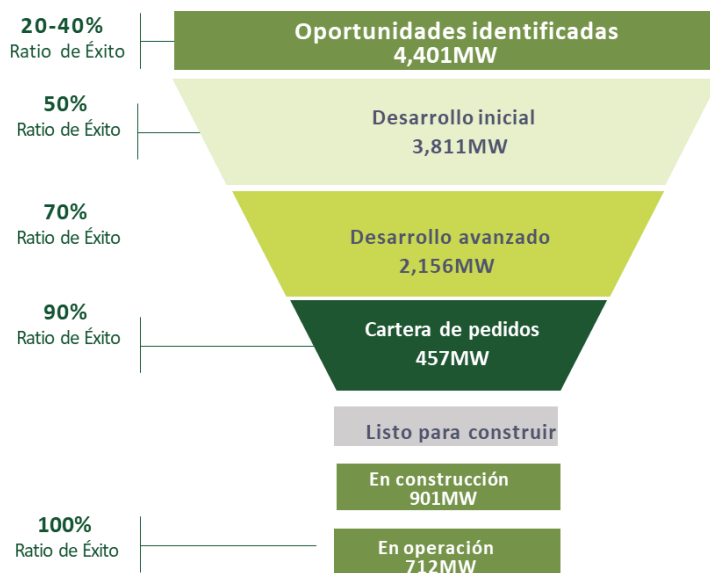 20-40%
Ratio de Éxito
Oportunidades identificadas
4,401MW
50%
Ratio de Éxito
Desarrollo inicial
3,811MW
70%
Ratio de Éxito
Desarrollo avanzado
2,156MW
90%
Ratio de Éxito
Cartera de pedidos
457MW
Listo para construir
En construcción
901MW
100%
Ratio de Éxito
En operación
712MW